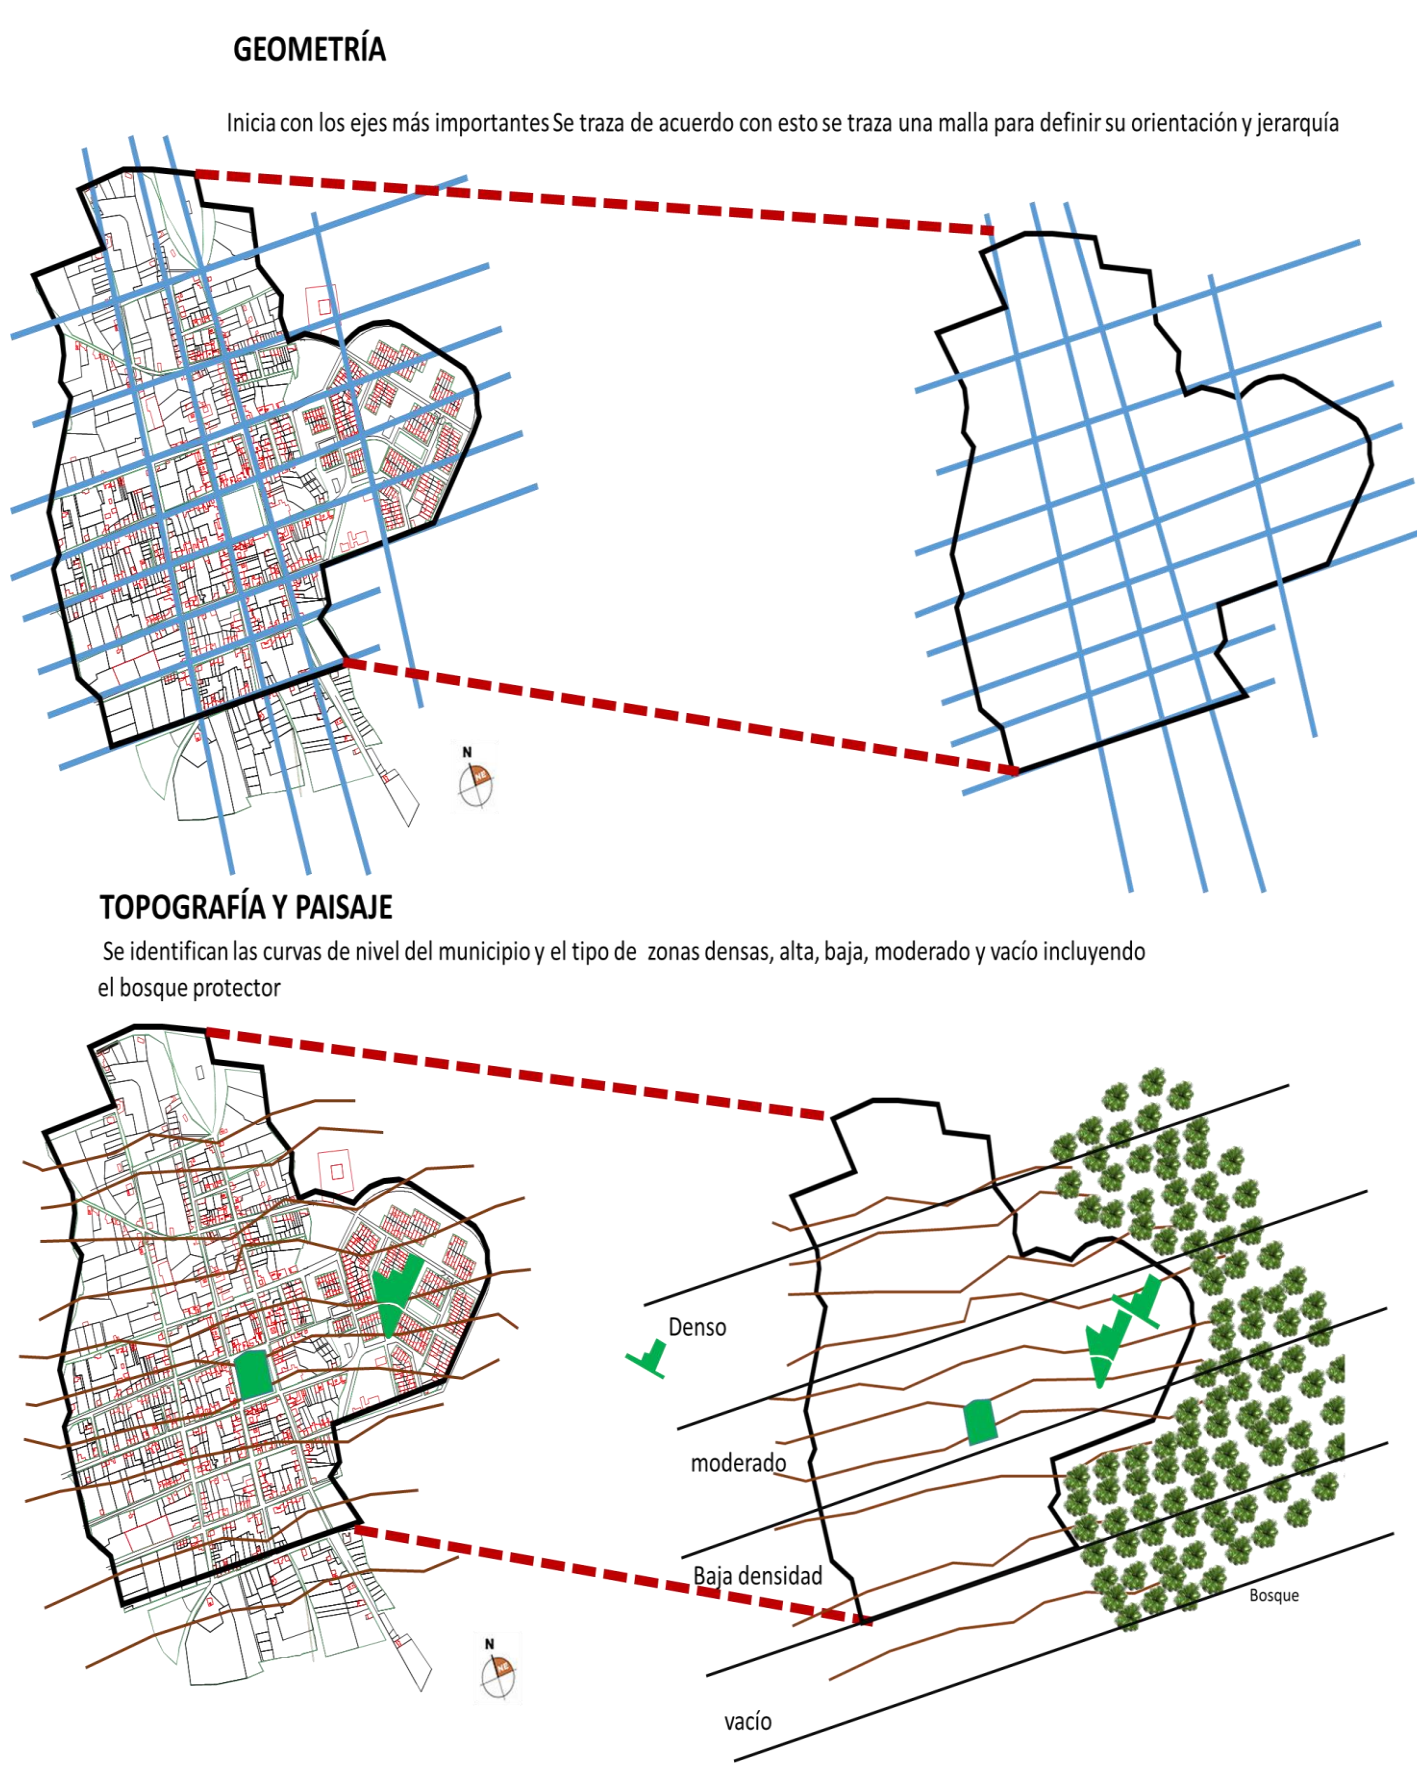 GEOMETRÍA
Inicia con los ejes más importantes Se traza de acuerdo con esto se traza una malla para definir su orientación y jerarquía
N
NE
TOPOGRAFÍA Y PAISAJE
Se identifican las curvas de nivel del municipio y el tipo de zonas densas, alta, baja, moderado y vacío incluyendo
el bosque protector
Denso
moderado
Baja densidad
Bosque
N
NE
vacío